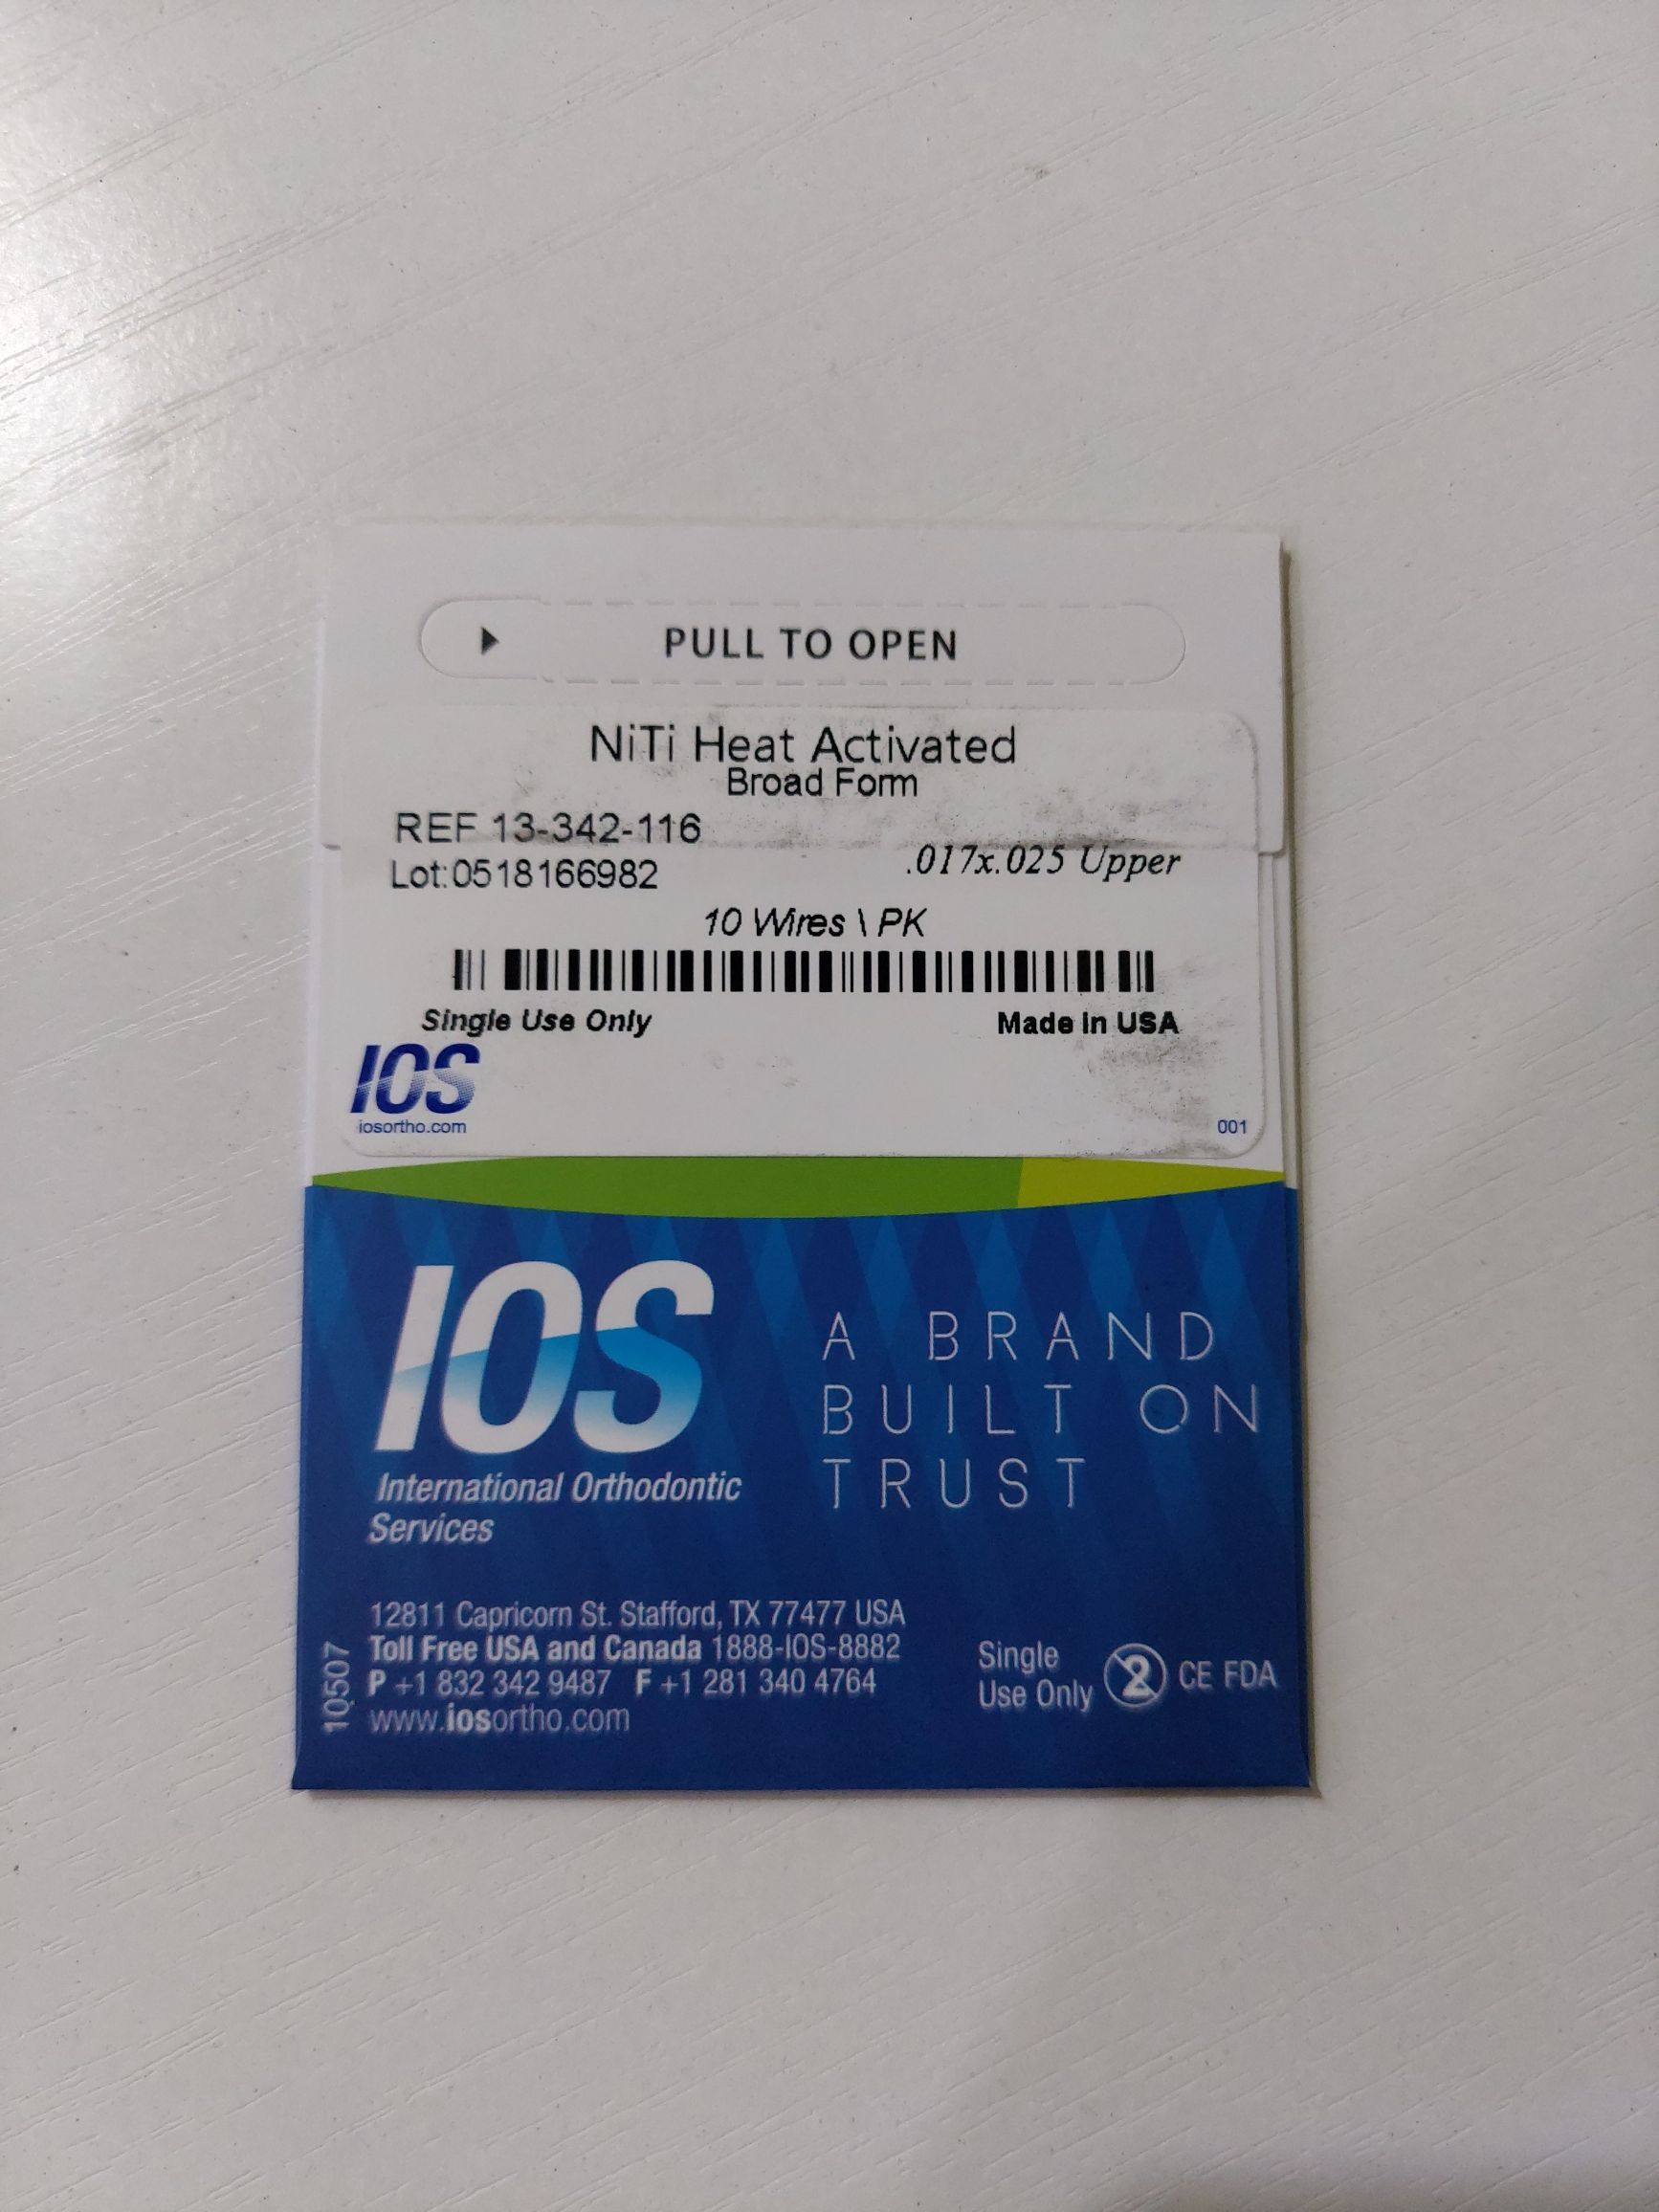 PULL TO OPEN
NiTi Heat Activated
Broad Form
REF 13-342-116
Lot:0518166982
.017x.025 Upper
10 Wires \ PK
Single Use Only
Made in USA
IOS
iosortho.com
001
IOS
International Orthodontic
Services
A BRAND
BUILT ON
TRUST
12811 Capricorn St. Stafford, TX 77477 USA
Toll Free USA and Canada 1888-IOS-8882
P +1 832 342 9487 F +1 281 340 4764
www.iosortho.com
10507
Single
Use Only
2
CE FDA